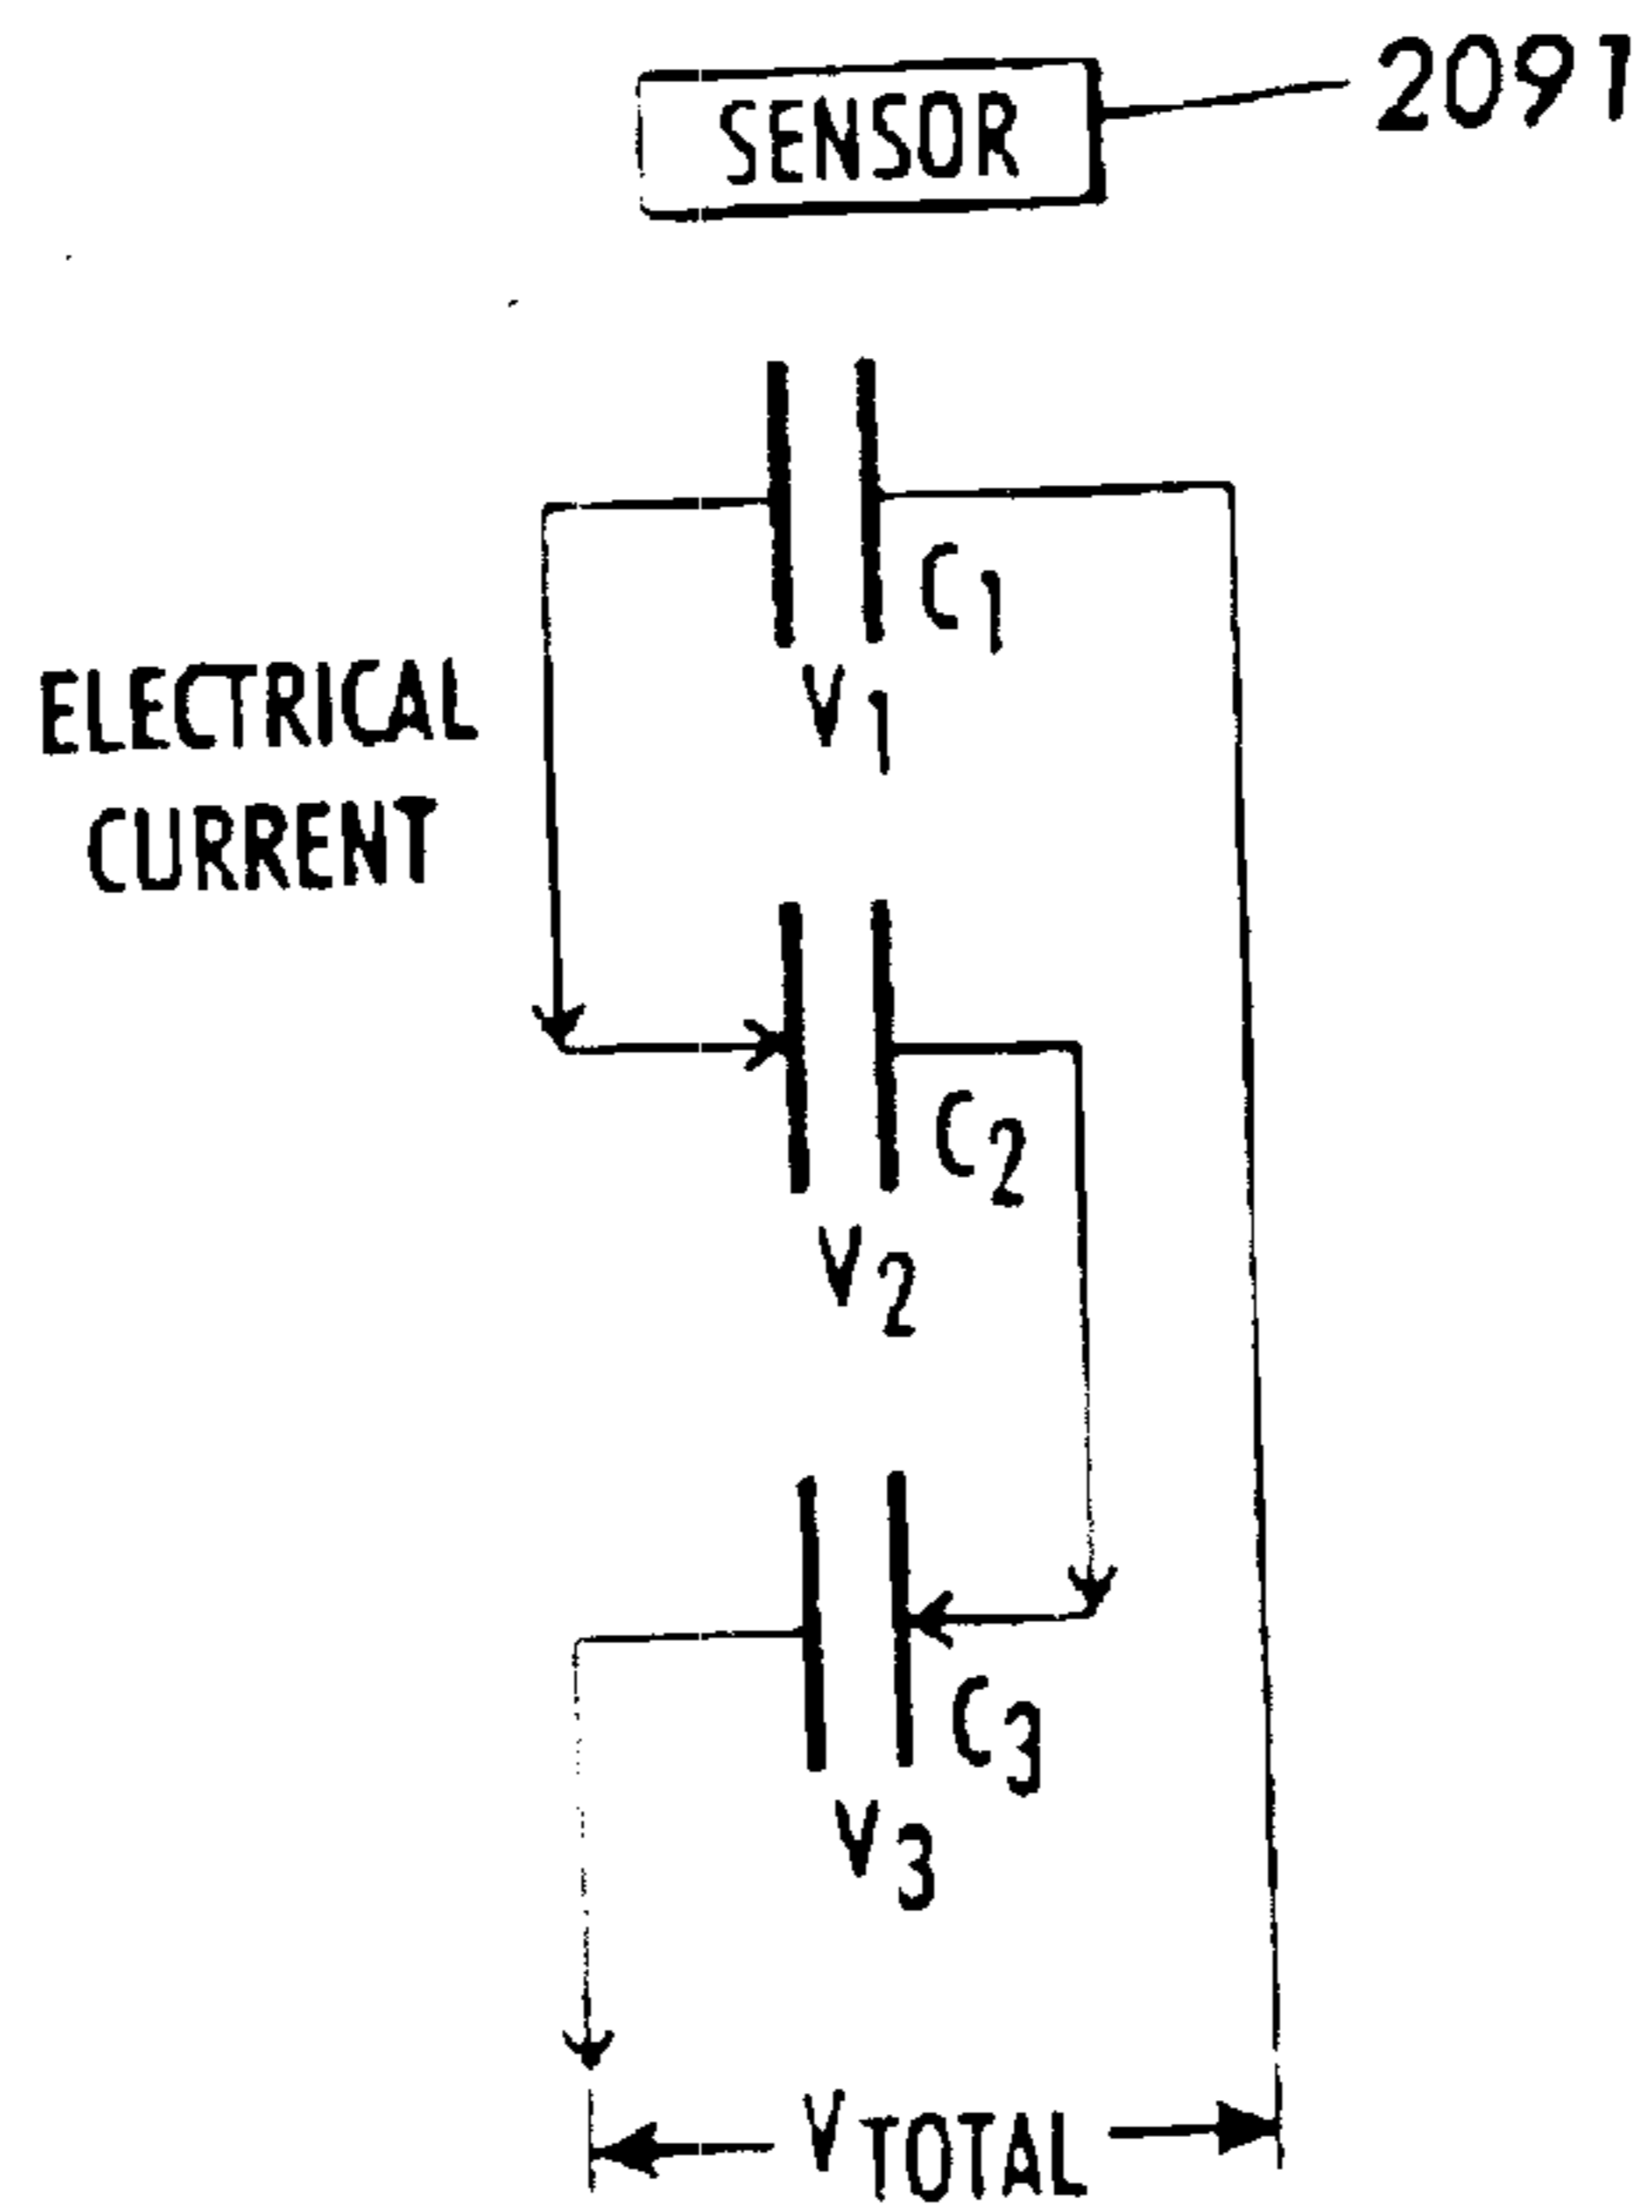 SENSOR 2091
C1
V1
ELECTRICAL
CURRENT
C2
V2
C3
V3
VTOTAL